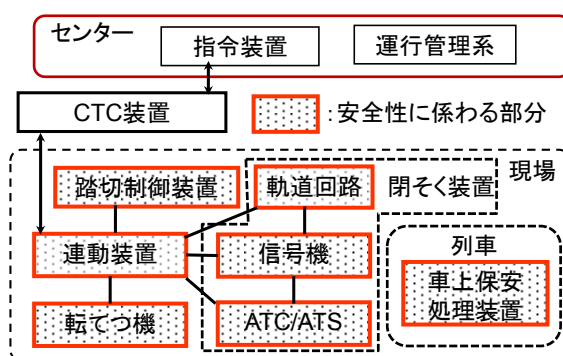 センター
指令装置
運行管理系
CTC装置
:安全性に係わる部分
現場
踏切制御装置
軌道回路
閉そく装置
連動装置
信号機
列車
車上保安
処理装置
転てつ機
ATC/ATS